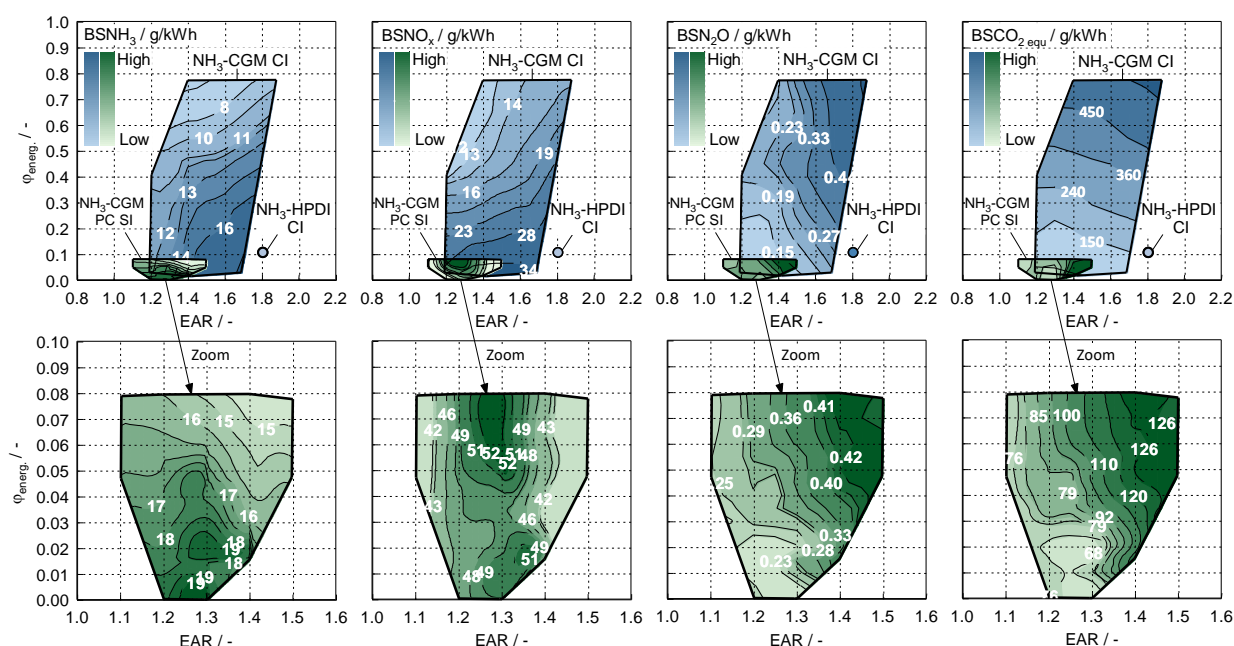 BSNH₃ / g/kWh
High
Low
NH₃-CGM CI
8
10
11
13
16
12
14
NH₃-CGM
PC SI
NH₃-HPDI
CI
φenerg. / -
1.0
0.9
0.8
0.7
0.6
0.5
0.4
0.3
0.2
0.1
0.0
0.8 1.0 1.2 1.4 1.6 1.8 2.0 2.2
EAR / -
BSNOₓ / g/kWh
High
Low
NH₃-CGM CI
14
13
19
16
23
28
34
NH₃-CGM
PC SI
NH₃-HPDI
CI
0.8 1.0 1.2 1.4 1.6 1.8 2.0 2.2
EAR / -
BSN₂O / g/kWh
High
Low
NH₃-CGM CI
0.23
0.33
0.44
0.19
0.27
0.15
NH₃-CGM
PC SI
NH₃-HPDI
CI
0.8 1.0 1.2 1.4 1.6 1.8 2.0 2.2
EAR / -
BSCO₂ equ / g/kWh
High
Low
NH₃-CGM CI
450
360
240
150
NH₃-CGM
PC SI
NH₃-HPDI
CI
0.8 1.0 1.2 1.4 1.6 1.8 2.0 2.2
EAR / -
Zoom
φenerg. / -
0.10
0.09
0.08
0.07
0.06
0.05
0.04
0.03
0.02
0.01
0.00
16
15
15
17
17
16
18
18
19
18
19
19
1.0 1.1 1.2 1.3 1.4 1.5 1.6
EAR / -
Zoom
46
42
49
49
43
51
52
51
48
52
42
43
46
49
51
48
49
1.0 1.1 1.2 1.3 1.4 1.5 1.6
EAR / -
Zoom
0.41
0.36
0.29
0.42
25
0.40
0.33
0.28
0.23
1.0 1.1 1.2 1.3 1.4 1.5 1.6
EAR / -
Zoom
85
100
126
126
76
110
79
120
92
79
68
76
1.0 1.1 1.2 1.3 1.4 1.5 1.6
EAR / -